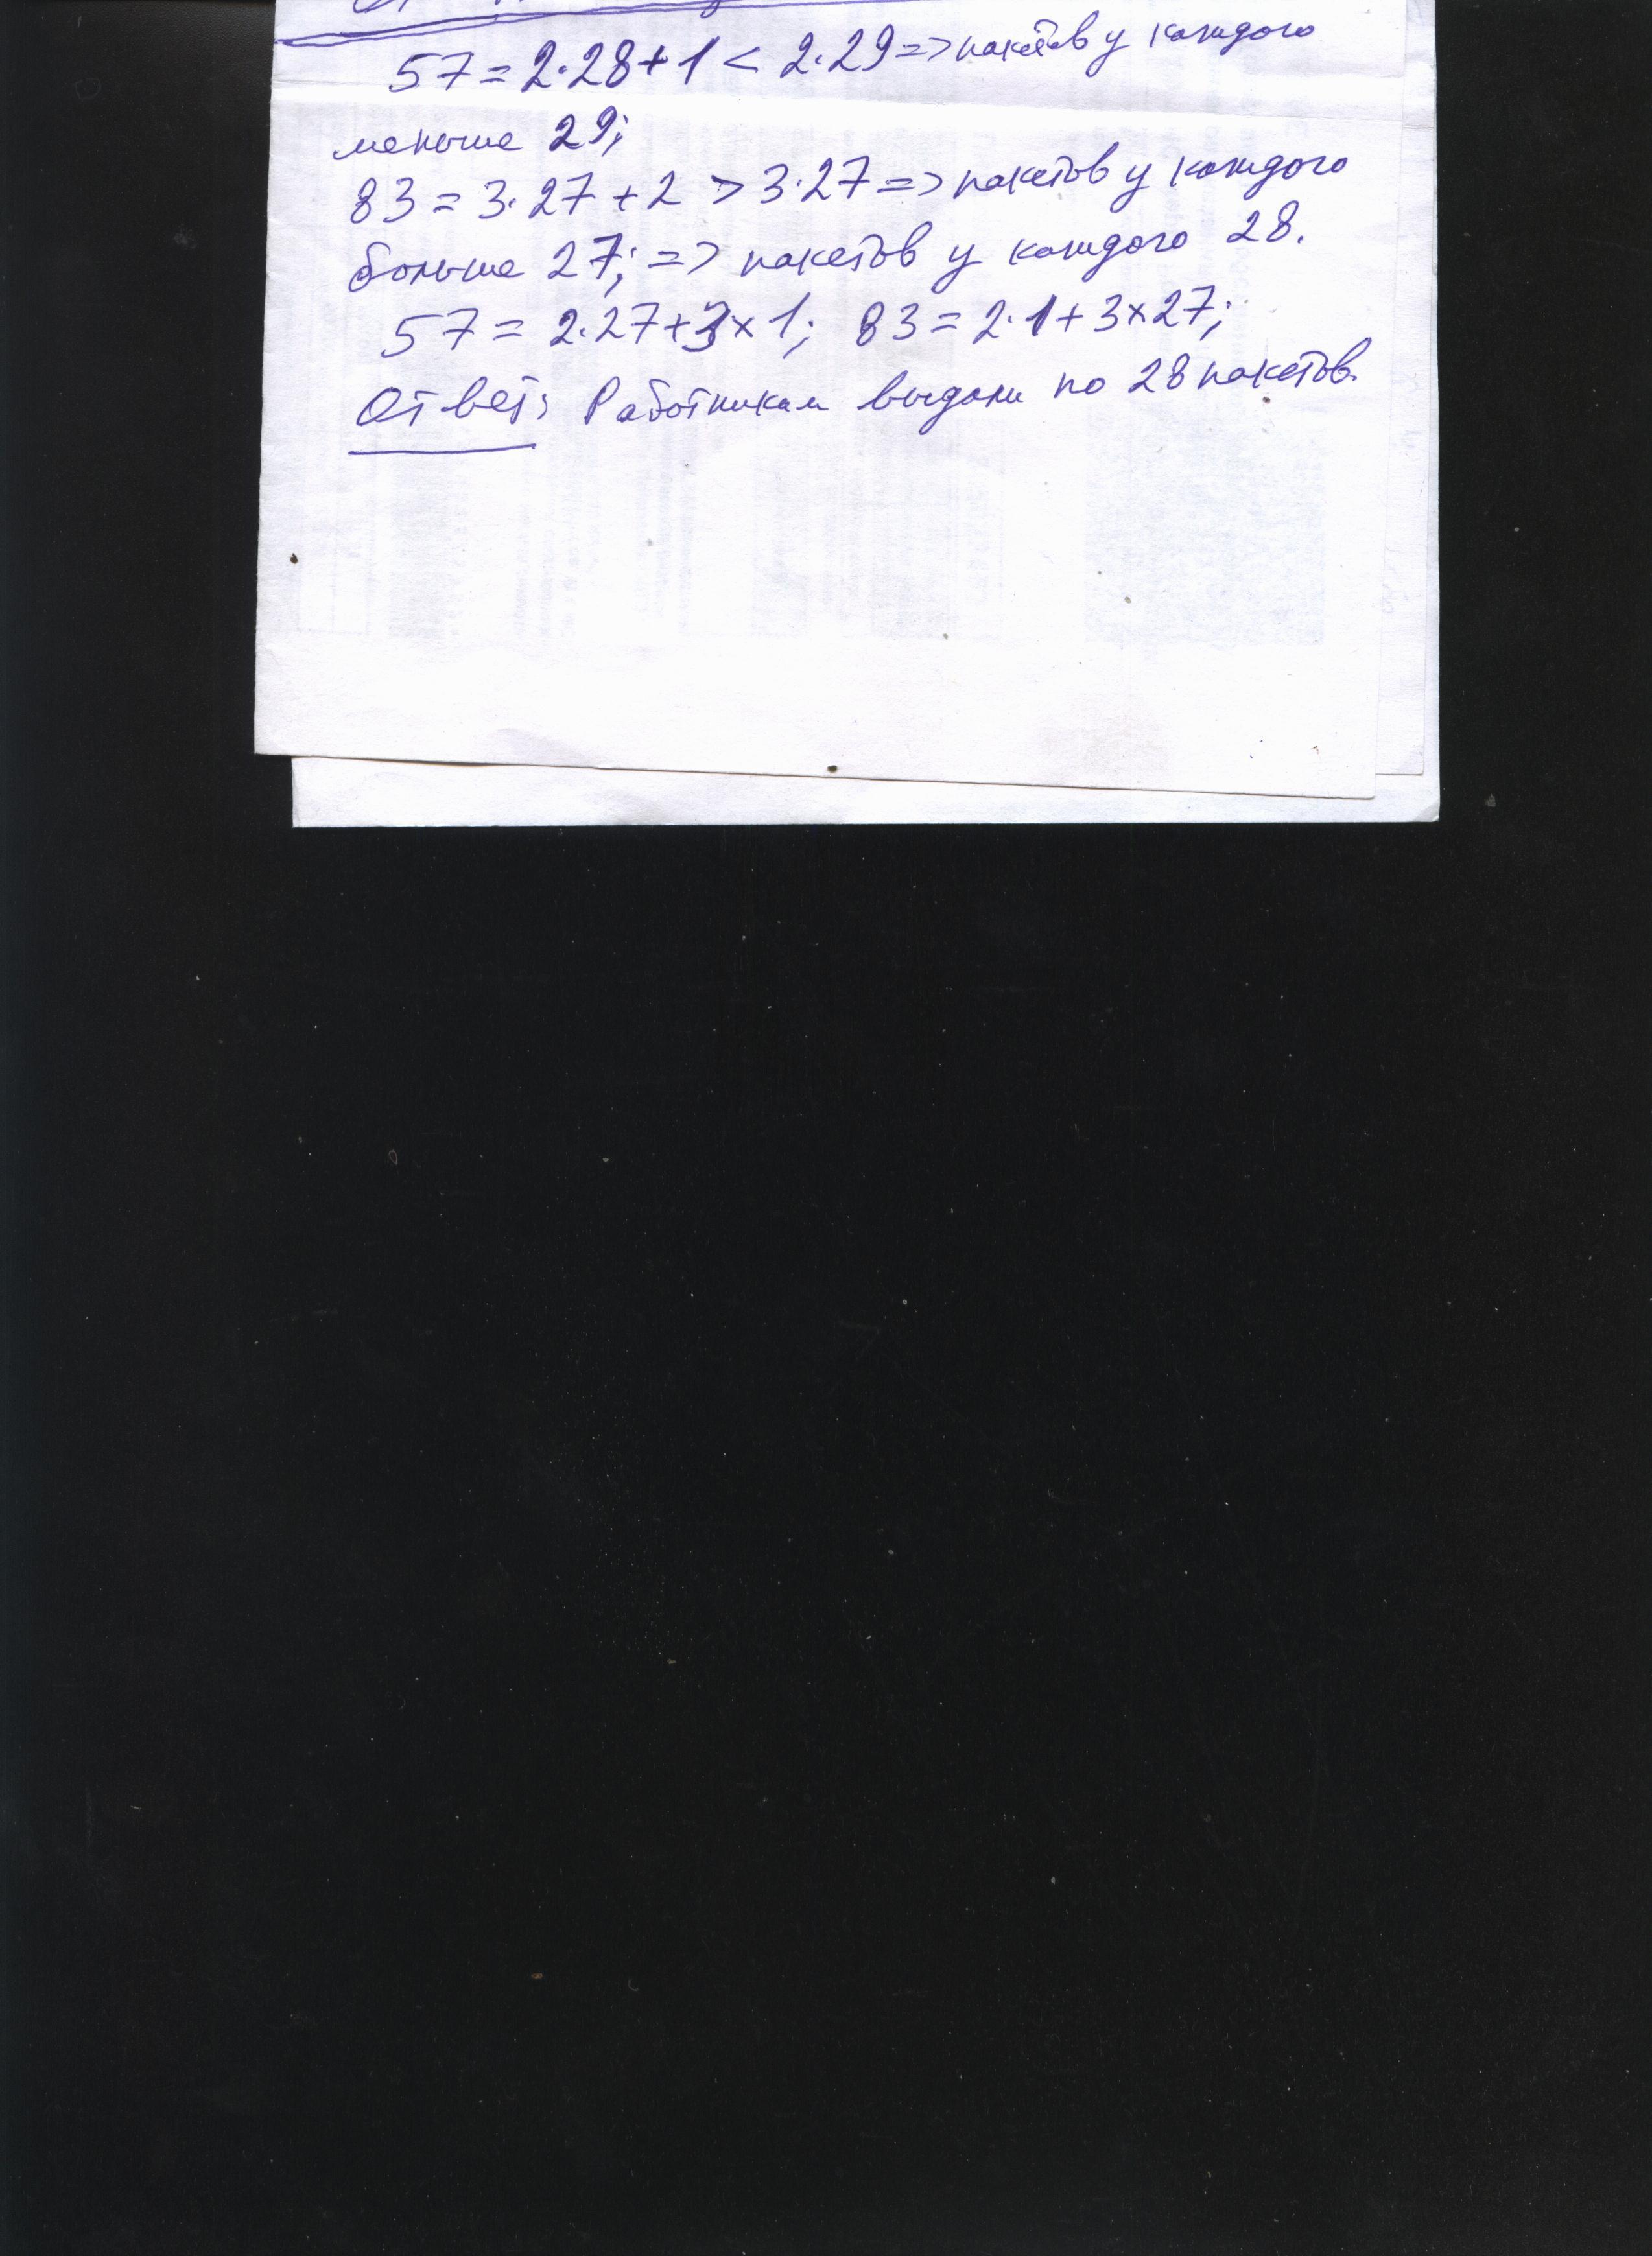 57 = 2·28+1 < 2·29 => пакетов у каждого
меньше 29;
83 = 3·27 + 2 > 3·27 => пакетов у каждого
больше 27; => пакетов у каждого 28.
57 = 2·27+3×1; 83 = 2·1+3×27;
Ответ: Работникам выдали по 28 пакетов.